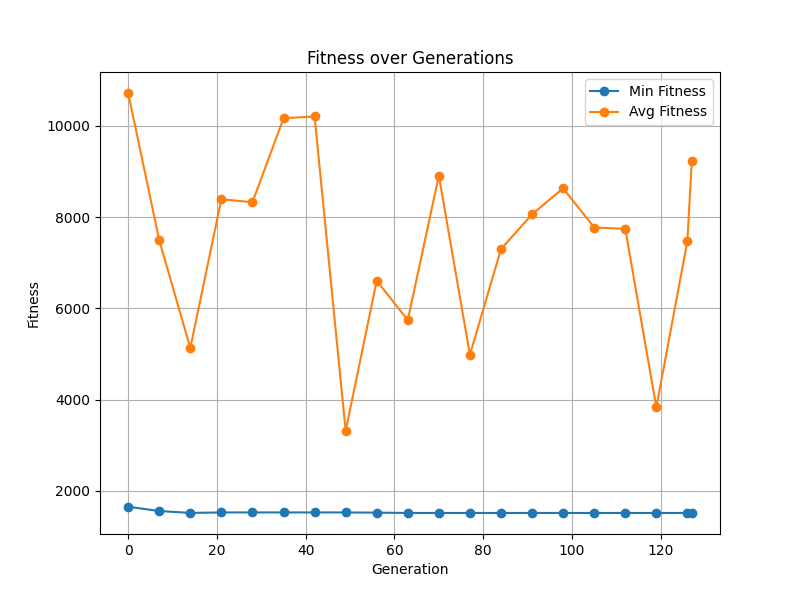 Fitness over Generations
Min Fitness
Avg Fitness
10000
8000
6000
4000
2000
Fitness
0 20 40 60 80 100 120
Generation